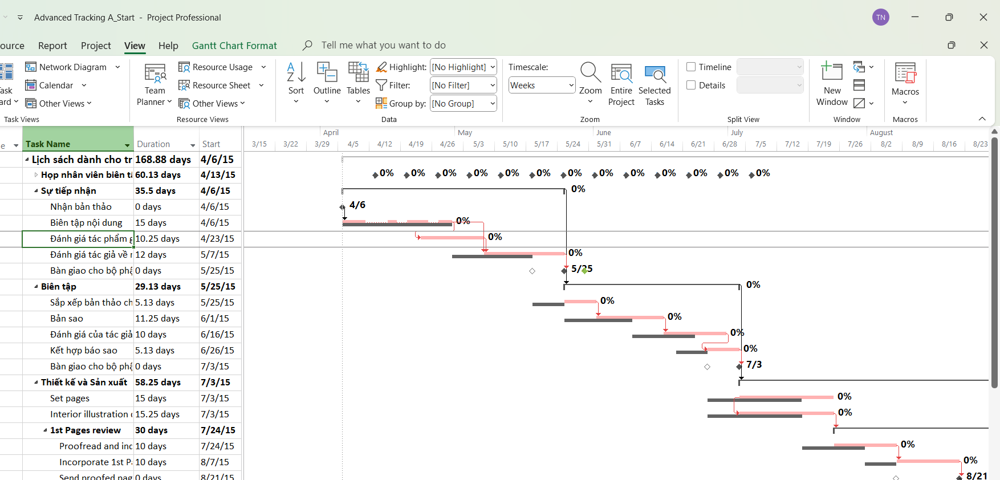 Advanced Tracking A_Start - Project Professional
TN
ource Report Project View Help Gantt Chart Format Tell me what you want to do
Network Diagram
Calendar
Other Views
ask
ard
Task Views
Team
Planner
Resource Usage
Resource Sheet
Other Views
Resource Views
Sort
Outline
Tables
Highlight: [No Highlight]
Filter: [No Filter]
Group by: [No Group]
Data
Timescale:
Weeks
Zoom
Entire
Project
Selected
Tasks
Zoom
Timeline
Details
Split View
New
Window
Window
Macros
Macros
April May June July August
e Task Name Duration Start 3/15 3/22 3/29 4/5 4/12 4/19 4/26 5/3 5/10 5/17 5/24 5/31 6/7 6/14 6/21 6/28 7/5 7/12 7/19 7/26 8/2 8/9 8/16 8/23
Lịch sách dành cho tr 168.88 days 4/6/15
Họp nhân viên biên tậ 60.13 days 4/13/15 0% 0% 0% 0% 0% 0% 0% 0% 0% 0% 0% 0% 0%
Sự tiếp nhận 35.5 days 4/6/15 0%
Nhận bản thảo 0 days 4/6/15 4/6
Biên tập nội dung 15 days 4/6/15 0%
Đánh giá tác phẩm g 10.25 days 4/23/15 0%
Đánh giá tác giả về 12 days 5/7/15 0%
Bàn giao cho bộ phậ 0 days 5/25/15 5/25
Biên tập 29.13 days 5/25/15 0%
Sắp xếp bản thảo ch 5.13 days 5/25/15 0%
Bản sao 11.25 days 6/1/15 0%
Đánh giá của tác giả 10 days 6/16/15 0%
Kết hợp báo sao 5.13 days 6/26/15 0%
Bàn giao cho bộ phậ 0 days 7/3/15 7/3
Thiết kế và Sản xuất 58.25 days 7/3/15
Set pages 15 days 7/3/15 0%
Interior illustration 15.25 days 7/3/15 0%
1st Pages review 30 days 7/24/15
Proofread and inc 10 days 7/24/15 0%
Incorporate 1st P 10 days 8/7/15 0%
Send proofed pag 0 days 8/21/15 8/21